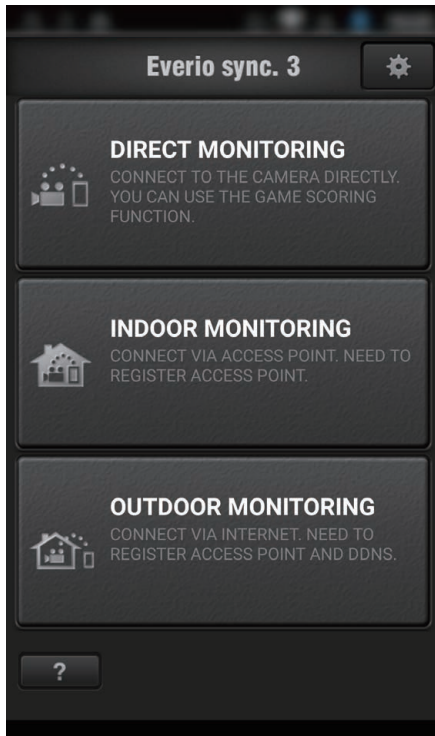 Everio sync. 3
DIRECT MONITORING
CONNECT TO THE CAMERA DIRECTLY.
YOU CAN USE THE GAME SCORING
FUNCTION.
INDOOR MONITORING
CONNECT VIA ACCESS POINT. NEED TO
REGISTER ACCESS POINT.
OUTDOOR MONITORING
CONNECT VIA INTERNET. NEED TO
REGISTER ACCESS POINT AND DDNS.
?